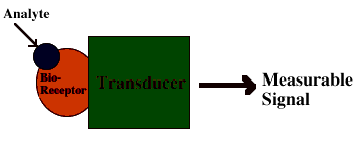 Analyte
Bio-
Receptor
Transducer
Measurable
Signal